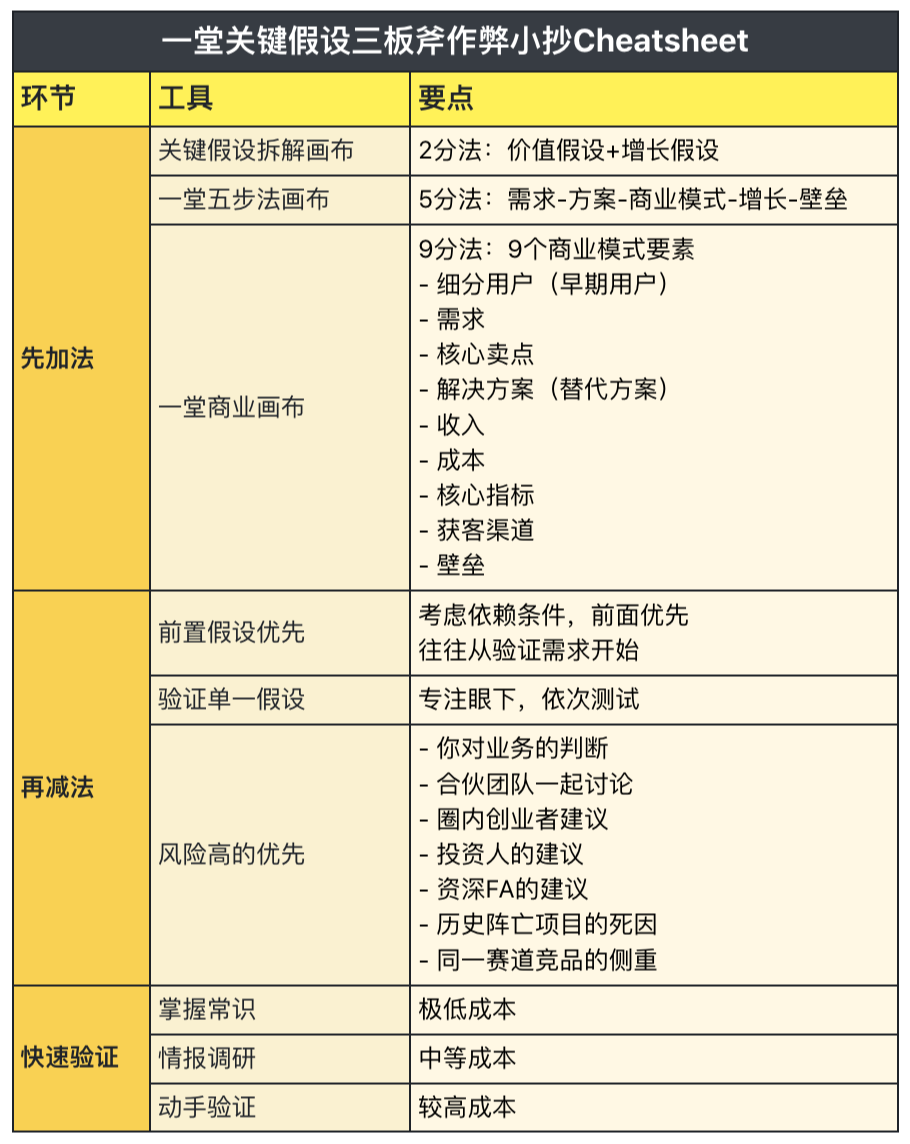 一堂关键假设三板斧作弊小抄Cheatsheet
环节 工具 要点
先加法
关键假设拆解画布 2分法：价值假设+增长假设
一堂五步法画布 5分法：需求-方案-商业模式-增长-壁垒
一堂商业画布
9分法：9个商业模式要素
- 细分用户（早期用户）
- 需求
- 核心卖点
- 解决方案（替代方案）
- 收入
- 成本
- 核心指标
- 获客渠道
- 壁垒
再减法
前置假设优先
考虑依赖条件，前面优先
往往从验证需求开始
验证单一假设 专注眼下，依次测试
风险高的优先
- 你对业务的判断
- 合伙团队一起讨论
- 圈内创业者建议
- 投资人的建议
- 资深FA的建议
- 历史阵亡项目的死因
- 同一赛道竞品的侧重
快速验证
掌握常识 极低成本
情报调研 中等成本
动手验证 较高成本